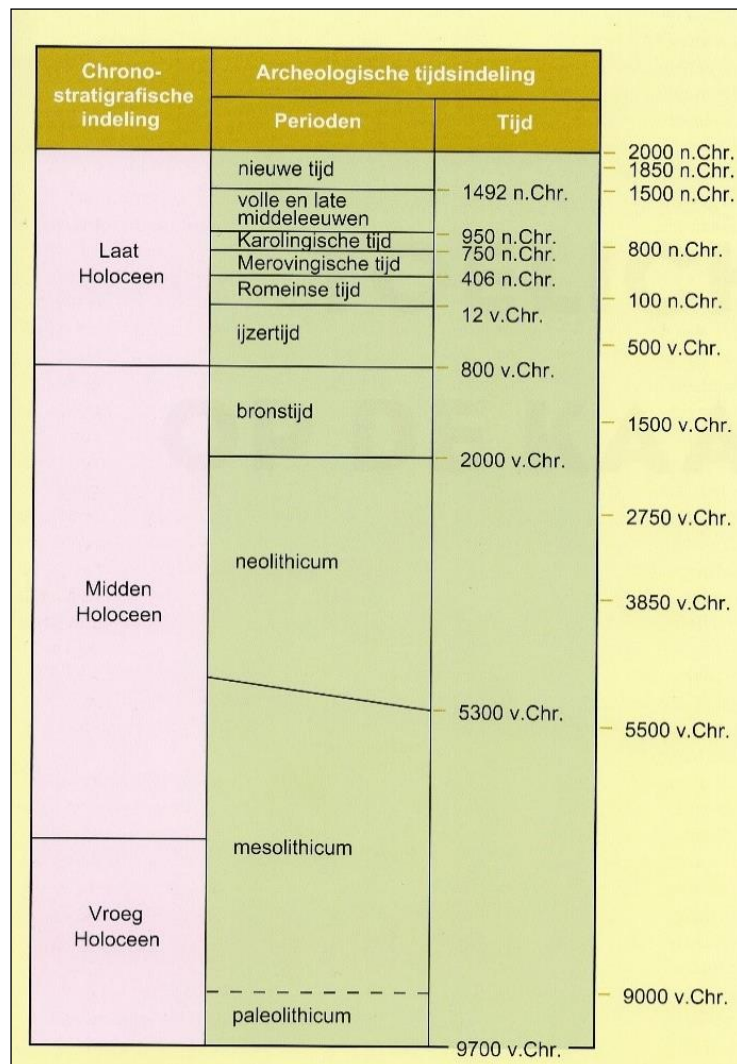 Chrono-
stratigrafische
indeling
Archeologische tijdsindeling
Perioden
Tijd
2000 n.Chr.
nieuwe tijd
1850 n.Chr.
1492 n.Chr.
1500 n.Chr.
volle en late
middeleeuwen
Laat
Holoceen
Karolingische tijd
950 n.Chr.
750 n.Chr.
800 n.Chr.
Merovingische tijd
406 n.Chr.
Romeinse tijd
100 n.Chr.
12 v.Chr.
ijzertijd
500 v.Chr.
800 v.Chr.
bronstijd
1500 v.Chr.
2000 v.Chr.
2750 v.Chr.
neolithicum
Midden
Holoceen
3850 v.Chr.
5300 v.Chr.
5500 v.Chr.
mesolithicum
Vroeg
Holoceen
9000 v.Chr.
paleolithicum
9700 v.Chr.